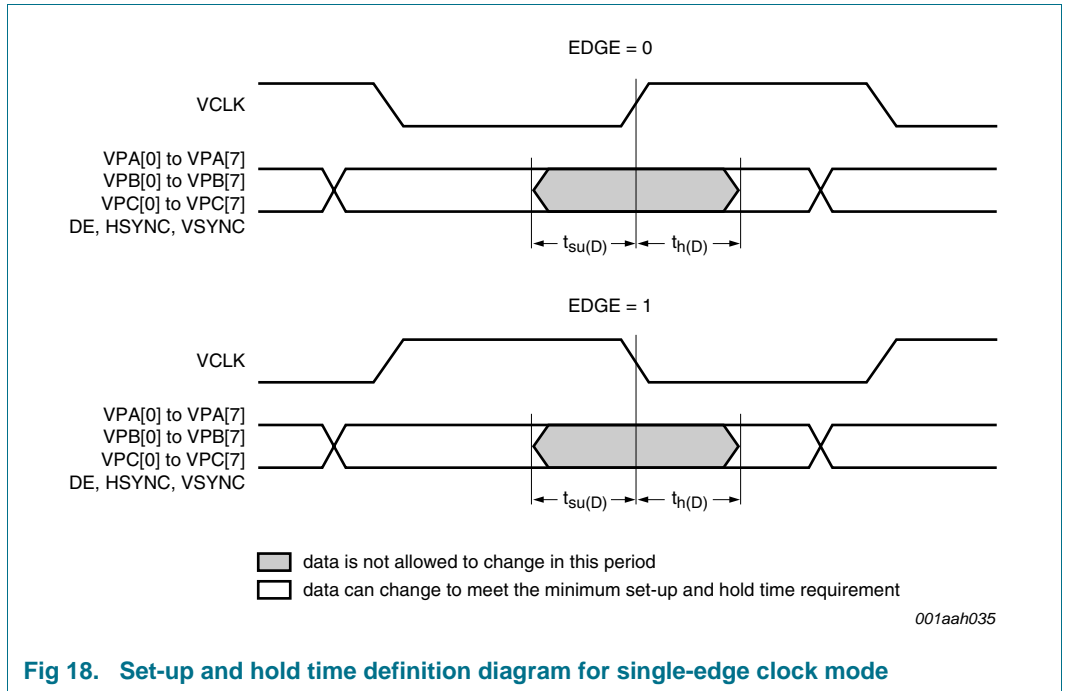 EDGE = 0
VCLK
VPA[0] to VPA[7]
VPB[0] to VPB[7]
VPC[0] to VPC[7]
DE, HSYNC, VSYNC
tsu(D) th(D)
EDGE = 1
VCLK
VPA[0] to VPA[7]
VPB[0] to VPB[7]
VPC[0] to VPC[7]
DE, HSYNC, VSYNC
tsu(D) th(D)
data is not allowed to change in this period
data can change to meet the minimum set-up and hold time requirement
001aah035
Fig 18. Set-up and hold time definition diagram for single-edge clock mode